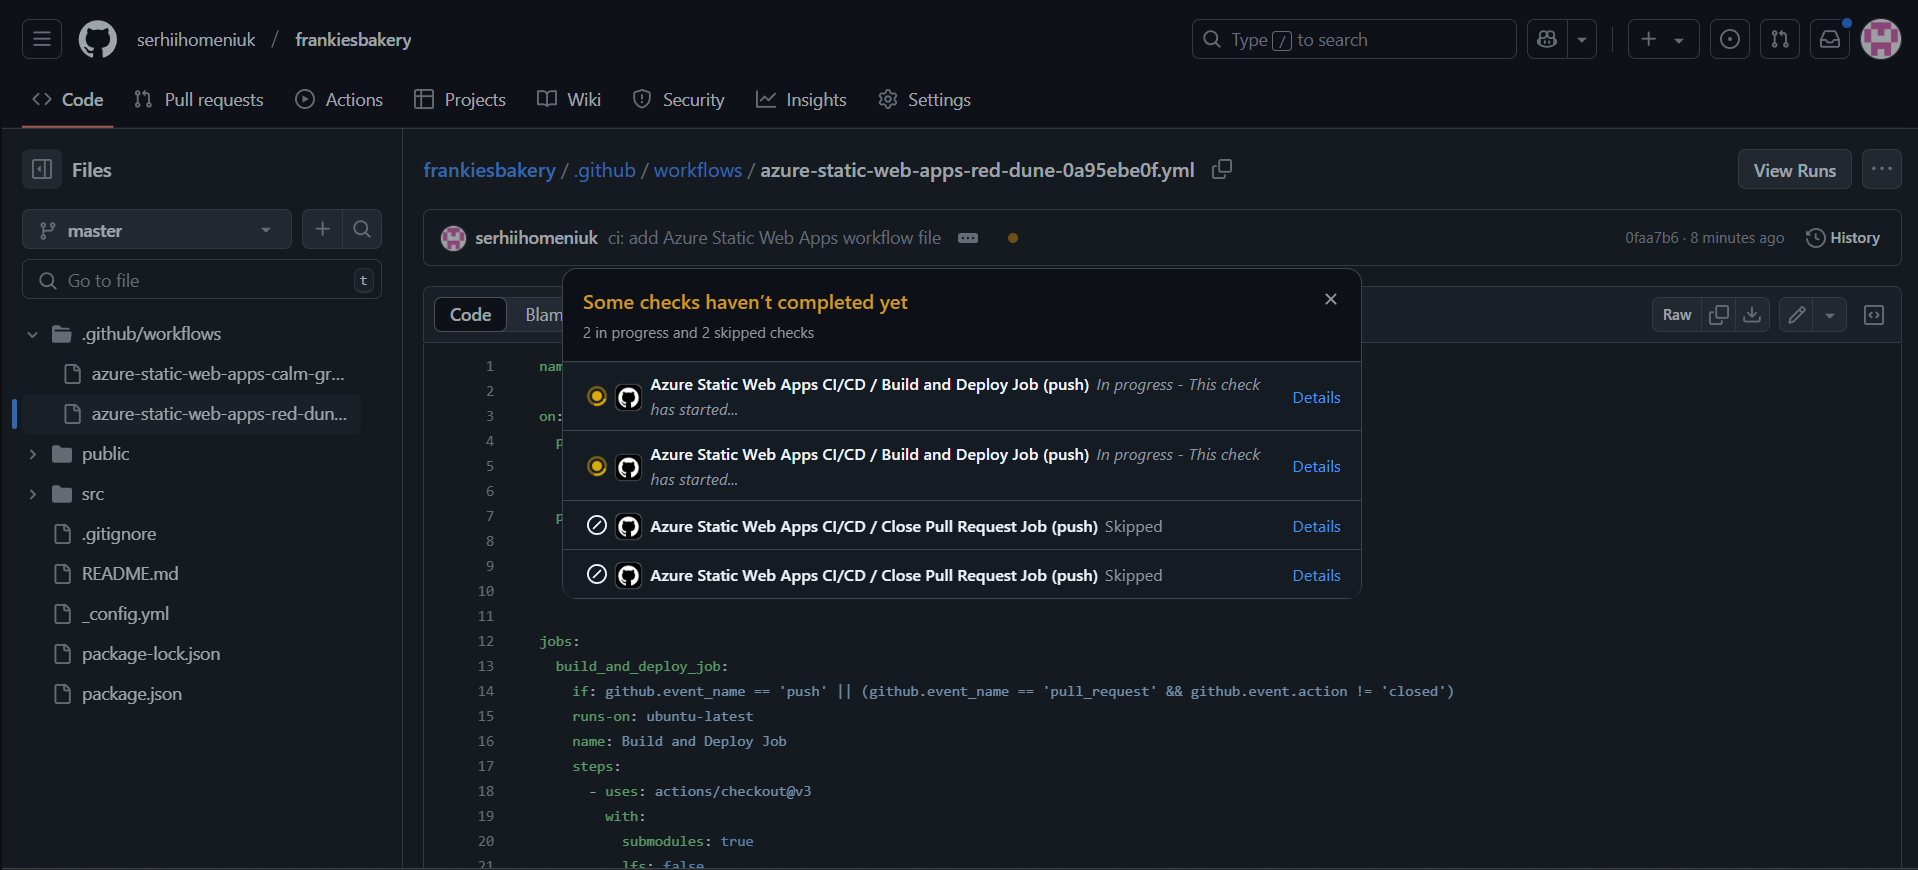 serhiihomeniuk / frankiesbakery
Type / to search
Code
Pull requests
Actions
Projects
Wiki
Security
Insights
Settings
Files
master
Go to file
t
.github/workflows
azure-static-web-apps-calm-gr...
azure-static-web-apps-red-dun...
public
src
.gitignore
README.md
_config.yml
package-lock.json
package.json
frankiesbakery / .github / workflows / azure-static-web-apps-red-dune-0a95ebe0f.yml
View Runs
serhiihomeniuk ci: add Azure Static Web Apps workflow file
0faa7b6 · 8 minutes ago
History
Code
Blam
Raw
Some checks haven't completed yet
2 in progress and 2 skipped checks
Azure Static Web Apps CI/CD / Build and Deploy Job (push) In progress - This check
has started...
Details
Azure Static Web Apps CI/CD / Build and Deploy Job (push) In progress - This check
has started...
Details
Azure Static Web Apps CI/CD / Close Pull Request Job (push) Skipped
Details
Azure Static Web Apps CI/CD / Close Pull Request Job (push) Skipped
Details
1 nam
2
3 on:
4 p
5
6
7 p
8
9
10
11
12 jobs:
13 build_and_deploy_job:
14 if: github.event_name == 'push' || (github.event_name == 'pull_request' && github.event.action != 'closed')
15 runs-on: ubuntu-latest
16 name: Build and Deploy Job
17 steps:
18 - uses: actions/checkout@v3
19 with:
20 submodules: true
21 lfs: false